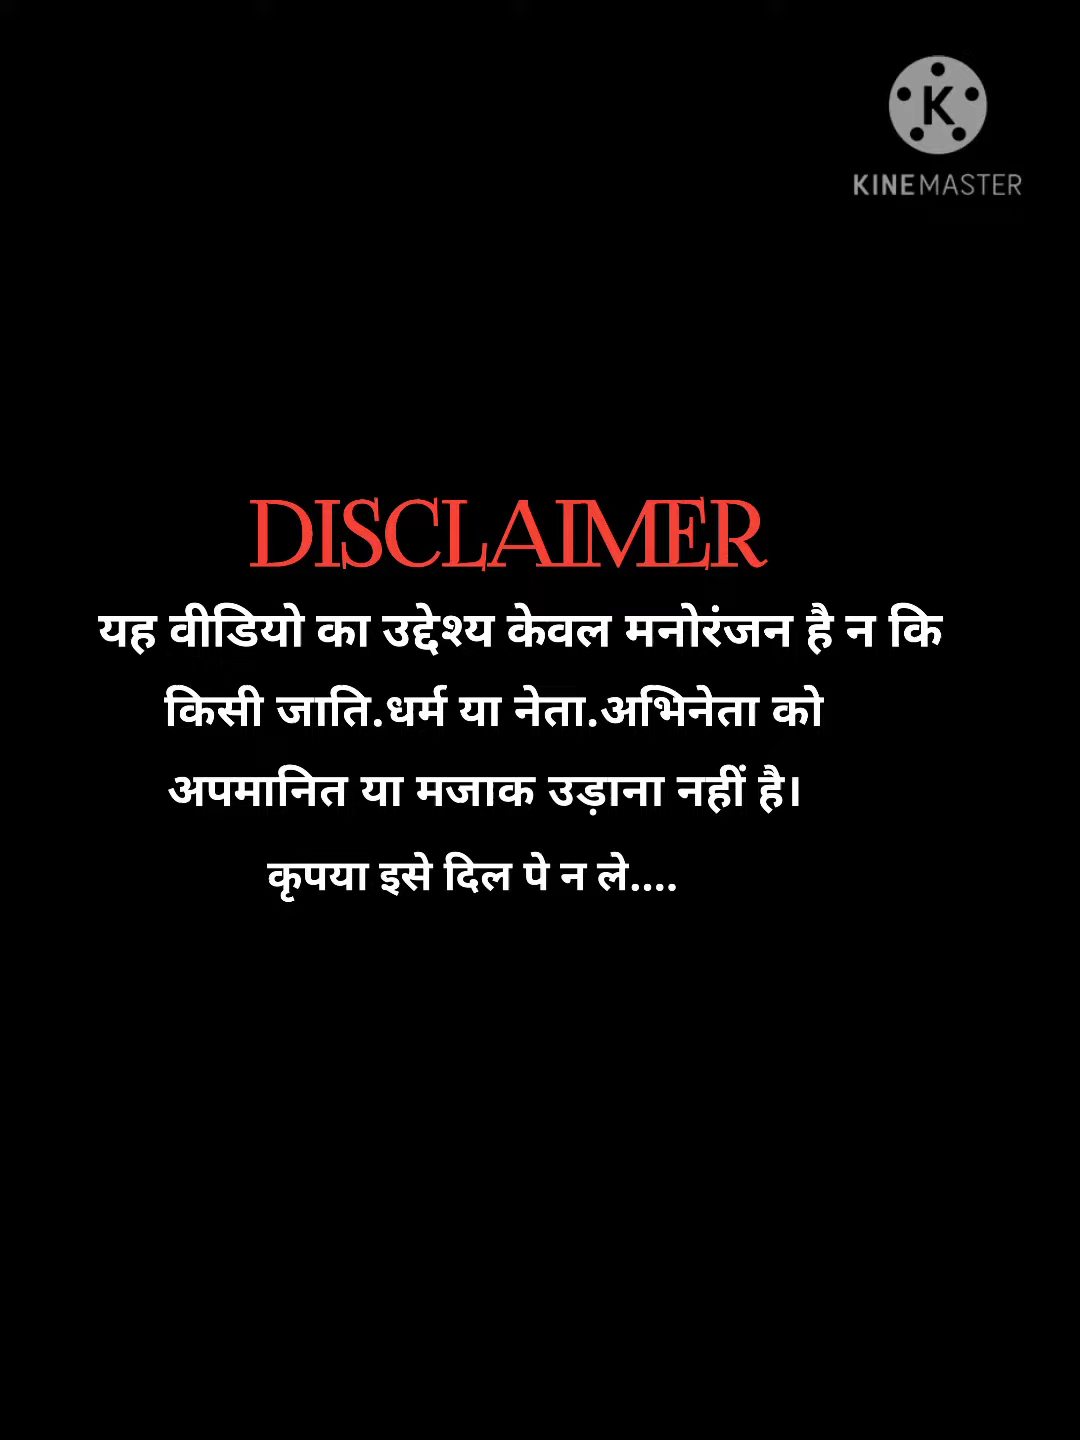 KINEMASTER
DISCLAIMER
यह वीडियो का उद्देश्य केवल मनोरंजन है न कि
किसी जाति.धर्म या नेता.अभिनेता को
अपमानित या मजाक उड़ाना नहीं है।
कृपया इसे दिल पे न ले....